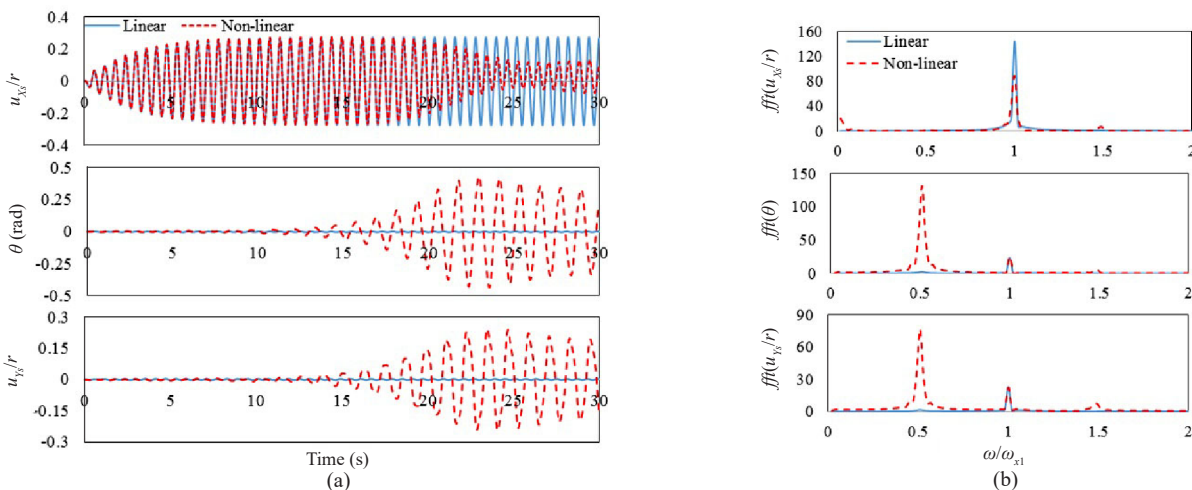 Linear Non-linear
0.4
0.2
0
-0.2
-0.4
0 5 10 15 20 25 30
u_Xs/r
0.5
0.25
0
-0.25
-0.5
0 5 10 15 20 25 30
θ (rad)
0.3
0.15
0
-0.15
-0.3
0 5 10 15 20 25 30
u_Ys/r
Time (s)
(a)
Linear
Non-linear
160
120
80
40
0
0 0.5 1 1.5 2
fft(u_Xs/r)
150
100
50
0
0 0.5 1 1.5 2
fft(θ)
90
60
30
0
0 0.5 1 1.5 2
fft(u_Ys/r)
ω/ω_x1
(b)